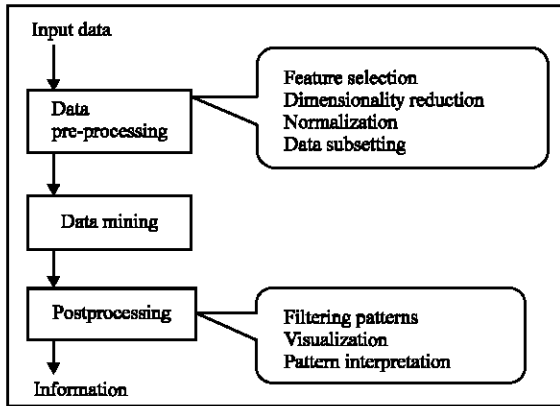 Input data
Data
pre-processing
Feature selection
Dimensionality reduction
Normalization
Data subsetting
Data mining
Postprocessing
Filtering patterns
Visualization
Pattern interpretation
Information